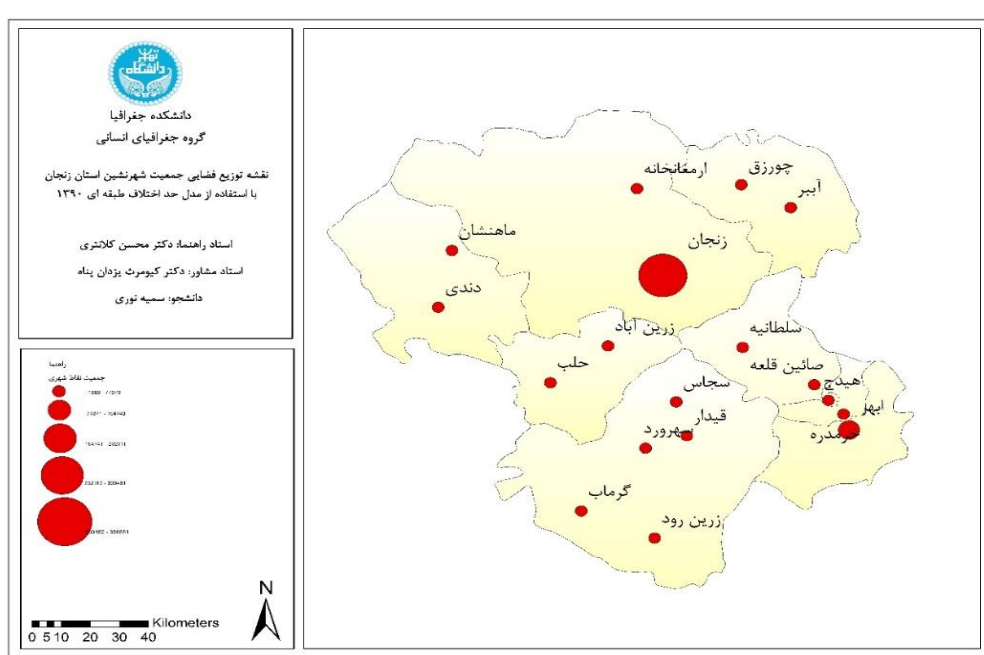 دانشگاه تهران
دانشکده جغرافیا
گروه جغرافیای انسانی
نقشه توزیع فضایی جمعیت شهرنشین استان زنجان
با استفاده از مدل حد اختلاف طبقه ای ۱۳۹۰
استاد راهنما: دکتر محسن کلانتری
استاد مشاور: دکتر کیومرث یزدان پناه
دانشجو: سمیه نوری
راهنما
جمعیت نقاط شهری
N
Kilometers
0 5 10 20 30 40
ارمغانخانه
چورزق
آببر
ماهنشان
زنجان
دندی
زرین آباد
سلطانیه
حلب
صائین قلعه
سجاس
هیدج
ابهر
قیدار
سهرورد
خرمدره
گرماب
زرین رود